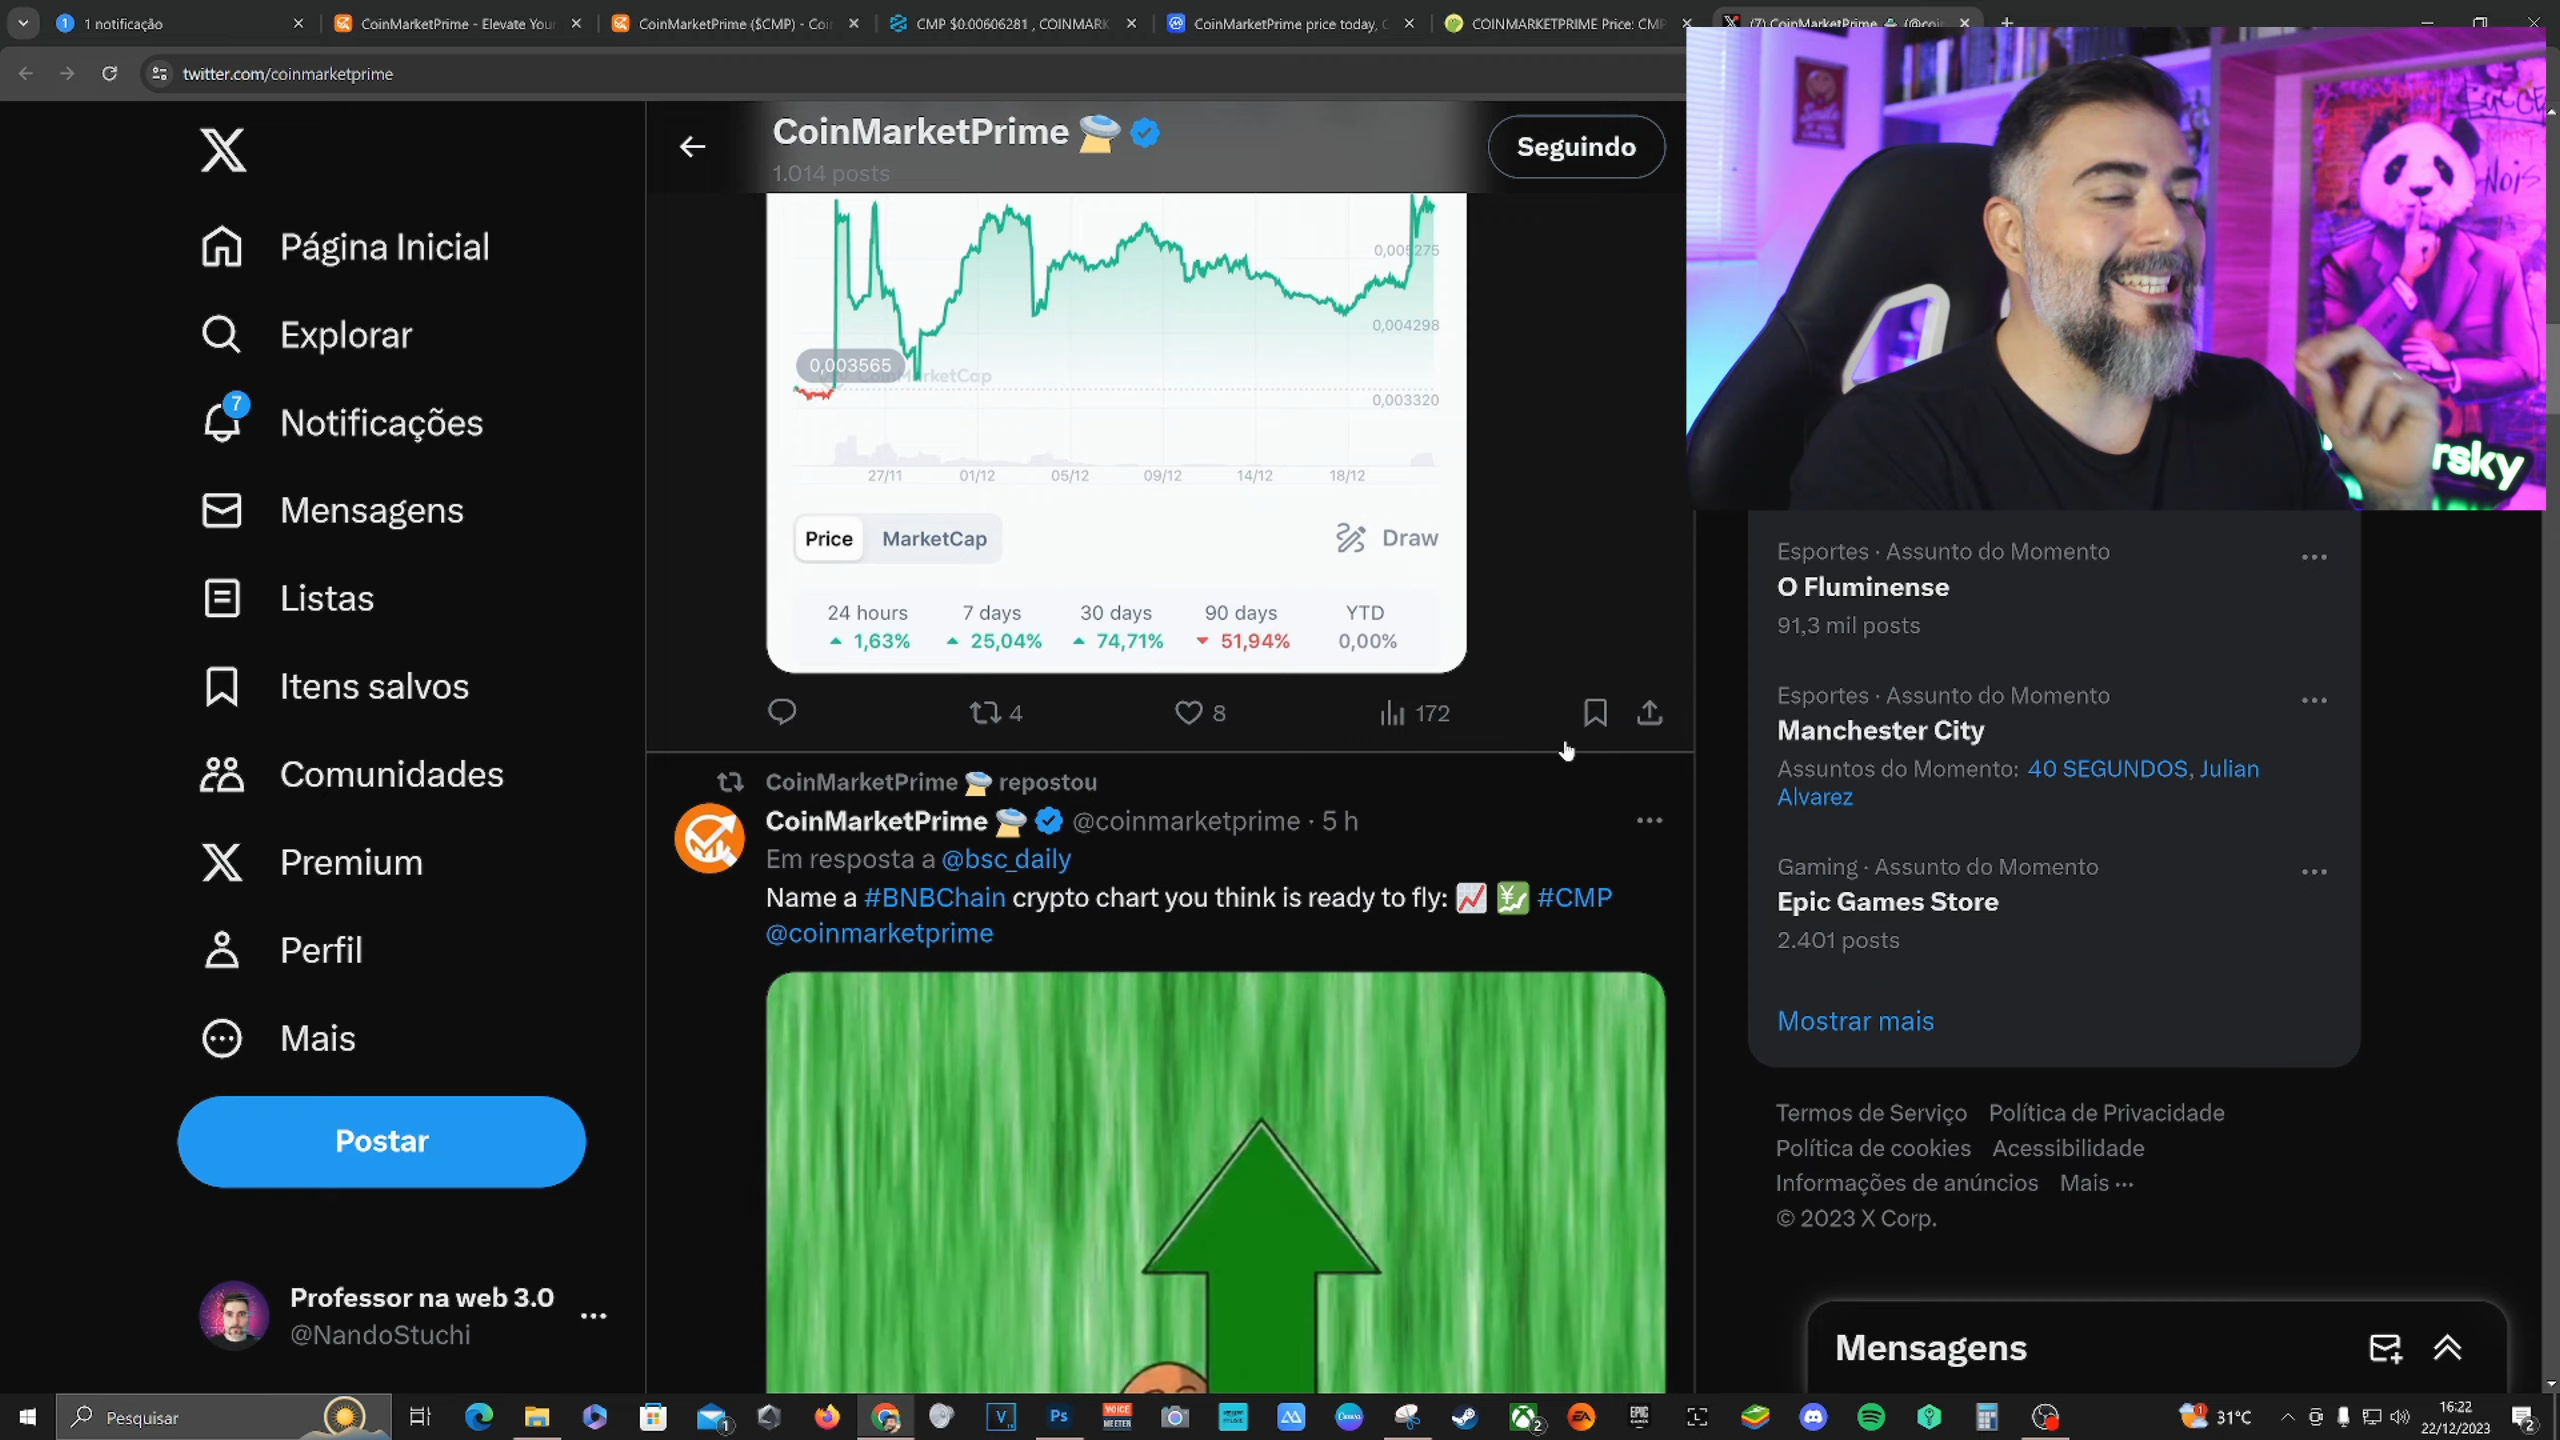 1 notificação
CoinMarketPrime - Elevate You
CoinMarketPrime ($CMP) - Coi
CMP $0.00606281 , COINMARK
CoinMarketPrime price today, C
COINMARKETPRIME Price: CMP
(7) CoinMarketPrime
twitter.com/coinmarketprime
CoinMarketPrime
1.014 posts
Seguindo
Página Inicial
Explorar
7
Notificações
Mensagens
Listas
Itens salvos
Comunidades
Premium
Perfil
Mais
Postar
Professor na web 3.0
@NandoStuchi
0,005275
0,004298
0,003565
0,003320
27/11 01/12 05/12 09/12 14/12 18/12
Price MarketCap Draw
24 hours 7 days 30 days 90 days YTD
1,63% 25,04% 74,71% 51,94% 0,00%
4 8 172
CoinMarketPrime repostou
CoinMarketPrime @coinmarketprime · 5 h
Em resposta a @bsc_daily
Name a #BNBChain crypto chart you think is ready to fly: #CMP
@coinmarketprime
rsky
Esportes · Assunto do Momento
O Fluminense
91,3 mil posts
Esportes · Assunto do Momento
Manchester City
Assuntos do Momento: 40 SEGUNDOS, Julian
Alvarez
Gaming · Assunto do Momento
Epic Games Store
2.401 posts
Mostrar mais
Termos de Serviço Política de Privacidade
Política de cookies Acessibilidade
Informações de anúncios Mais ···
© 2023 X Corp.
Mensagens
Pesquisar
31°C
16:22
22/12/2023